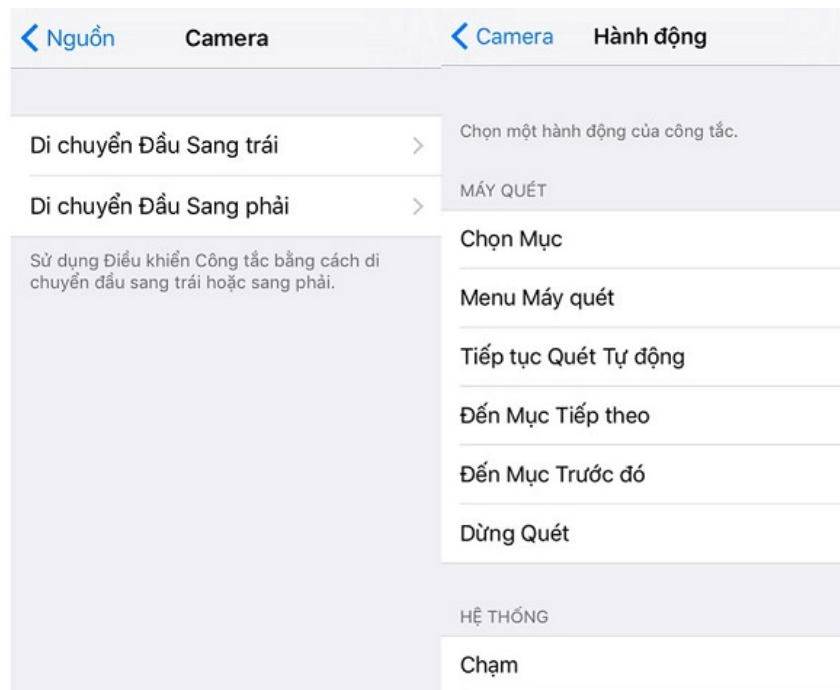 Nguồn
Camera
Di chuyển Đầu Sang trái
Di chuyển Đầu Sang phải
Sử dụng Điều khiển Công tắc bằng cách di
chuyển đầu sang trái hoặc sang phải.
Camera
Hành động
Chọn một hành động của công tắc.
MÁY QUÉT
Chọn Mục
Menu Máy quét
Tiếp tục Quét Tự động
Đến Mục Tiếp theo
Đến Mục Trước đó
Dừng Quét
HỆ THỐNG
Chạm